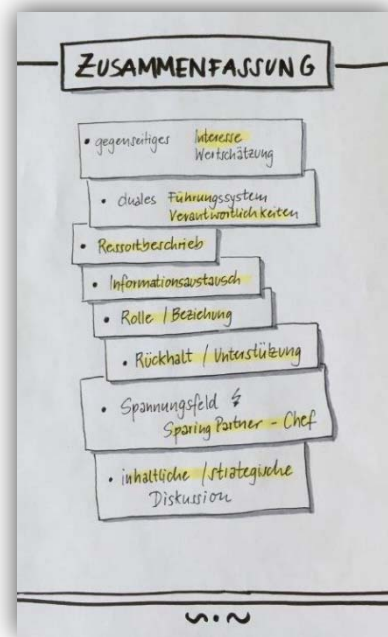 ZUSAMMENFASSUNG
• gegenseitiges Interesse
Wertschätzung
• duales Führungssystem
Verantwortlichkeiten
• Ressortbeschrieb
• Informationsaustausch
• Rolle / Beziehung
• Rückhalt / Unterstützung
• Spannungsfeld
Sparing Partner - Chef
• inhaltliche / strategische
Diskussion